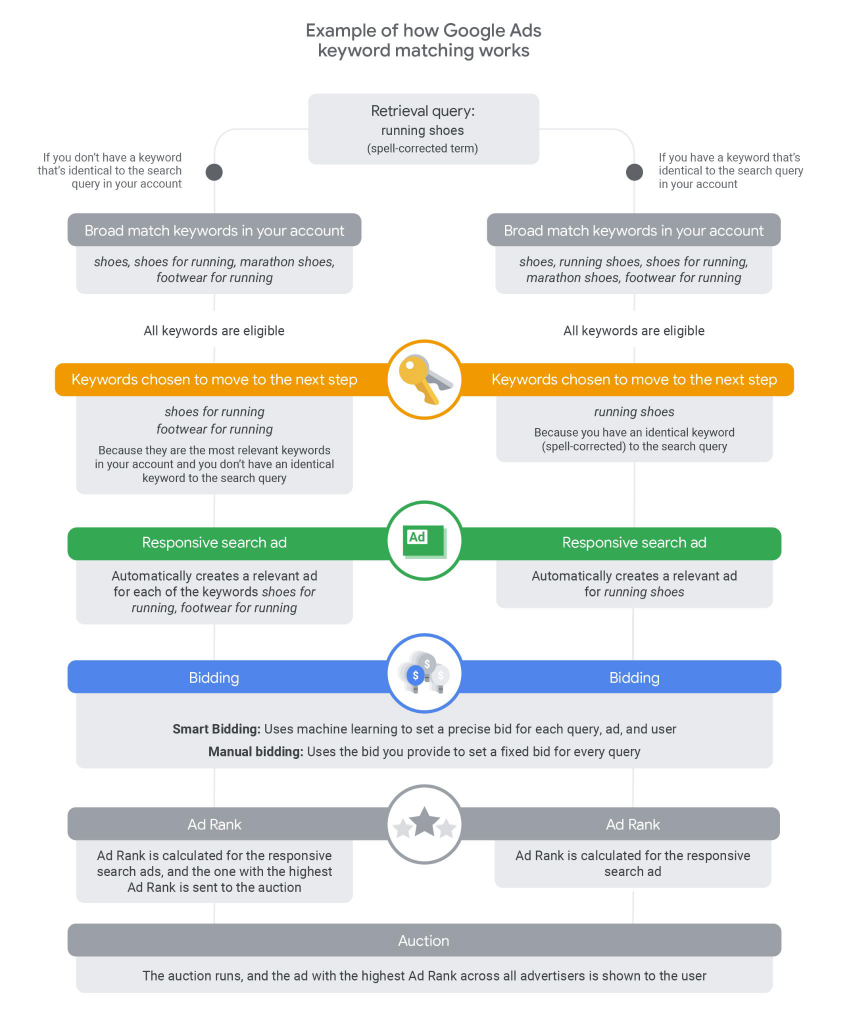 Example of how Google Ads
keyword matching works
Retrieval query:
running shoes
(spell-corrected term)
If you don't have a keyword
that's identical to the search
query in your account
If you have a keyword that's
identical to the search query
in your account
Broad match keywords in your account
shoes, shoes for running, marathon shoes,
footwear for running
Broad match keywords in your account
shoes, running shoes, shoes for running,
marathon shoes, footwear for running
All keywords are eligible
All keywords are eligible
Keywords chosen to move to the next step
Keywords chosen to move to the next step
shoes for running
footwear for running
Because they are the most relevant keywords
in your account and you don't have an identical
keyword to the search query
running shoes
Because you have an identical keyword
(spell-corrected) to the search query
Responsive search ad
Ad
Responsive search ad
Automatically creates a relevant ad
for each of the keywords shoes for
running, footwear for running
Automatically creates a relevant ad
for running shoes
Bidding
$ $ $
Bidding
Smart Bidding: Uses machine learning to set a precise bid for each query, ad, and user
Manual bidding: Uses the bid you provide to set a fixed bid for every query
Ad Rank
Ad Rank
Ad Rank is calculated for the responsive
search ads, and the one with the highest
Ad Rank is sent to the auction
Ad Rank is calculated for the responsive
search ad
Auction
The auction runs, and the ad with the highest Ad Rank across all advertisers is shown to the user